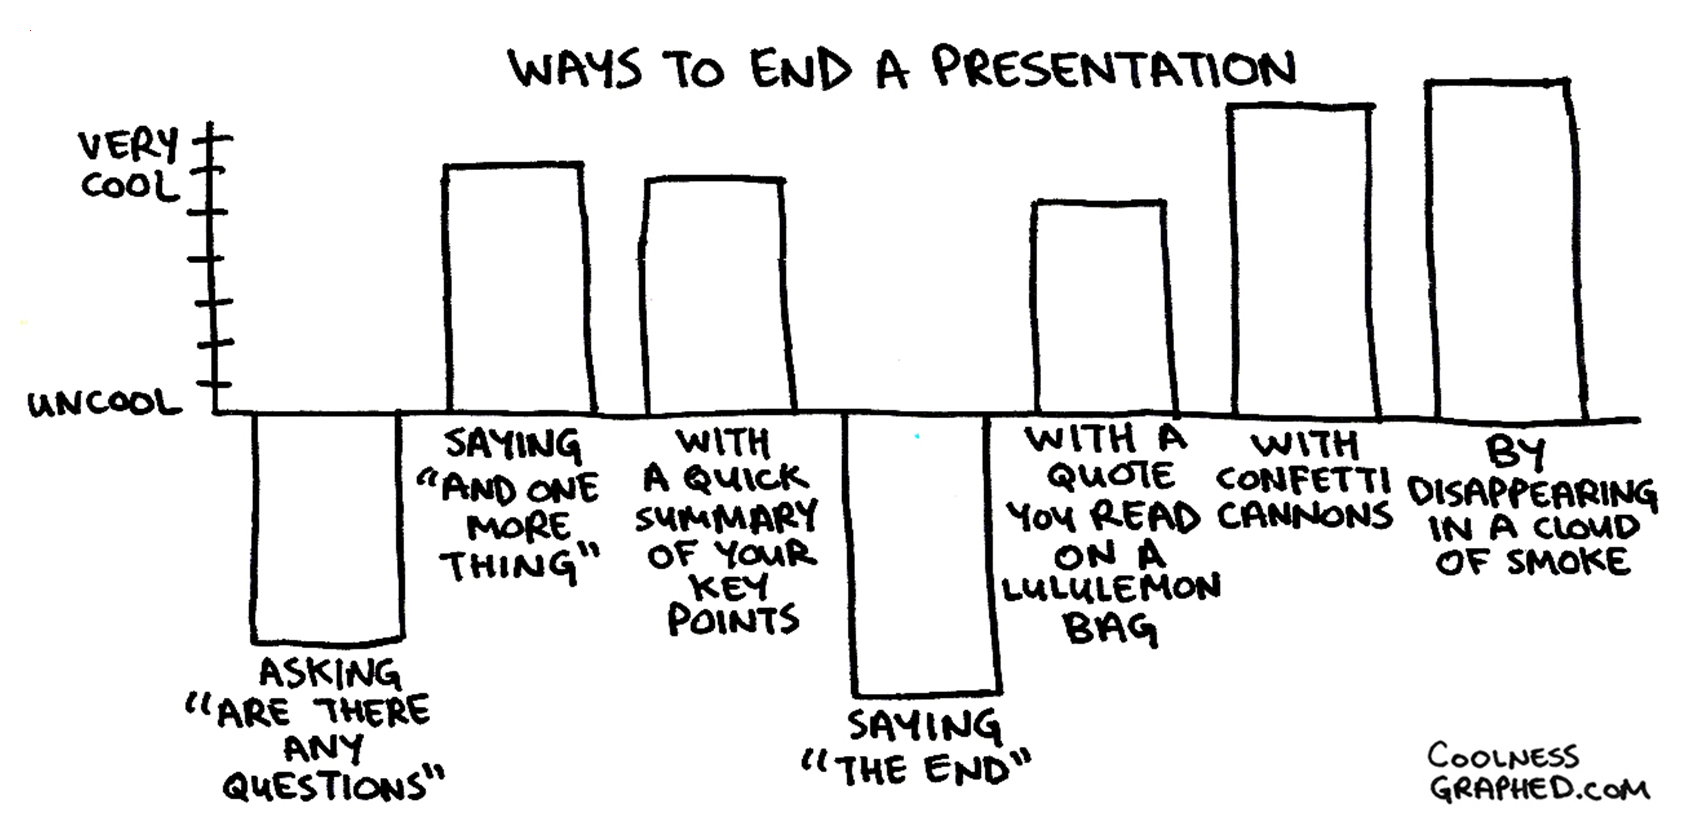 WAYS TO END A PRESENTATION
VERY
COOL
UNCOOL
ASKING
"ARE THERE
ANY
QUESTIONS"
SAYING
"AND ONE
MORE
THING"
WITH
A QUICK
SUMMARY
OF YOUR
KEY
POINTS
SAYING
"THE END"
WITH A
QUOTE
YOU READ
ON A
LULULEMON
BAG
WITH
CONFETTI
CANNONS
BY
DISAPPEARING
IN A CLOUD
OF SMOKE
COOLNESS
GRAPHED.COM